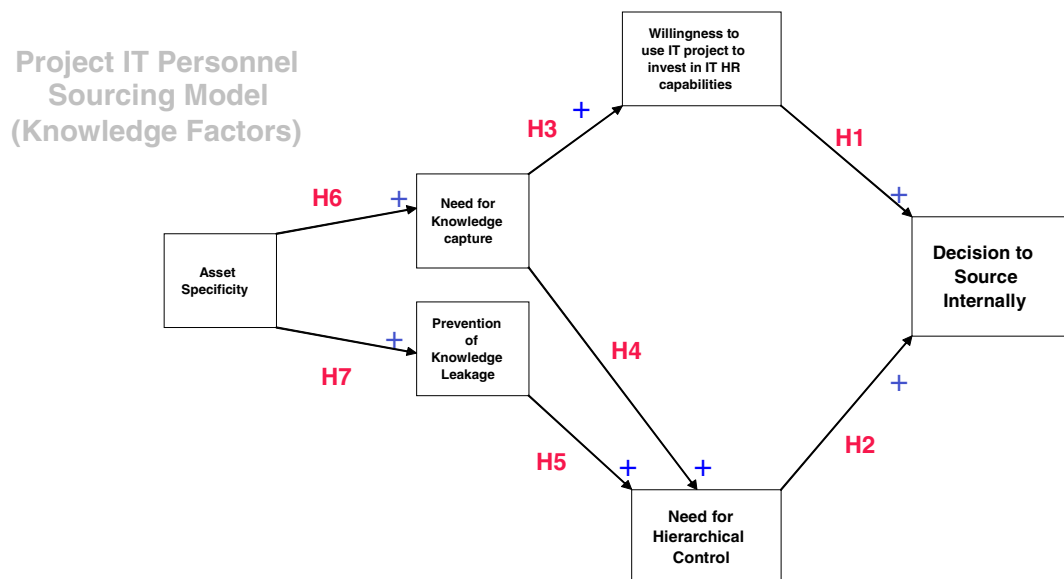 Project IT Personnel
Sourcing Model
(Knowledge Factors)
Willingness to
use IT project to
invest in IT HR
capabilities
+
H3
H1
H6
+
Need for
Knowledge
capture
+
Asset
Specificity
Decision to
Source
Internally
+
Prevention
of
Knowledge
Leakage
H7
H4
+
H2
H5
+
+
Need for
Hierarchical
Control